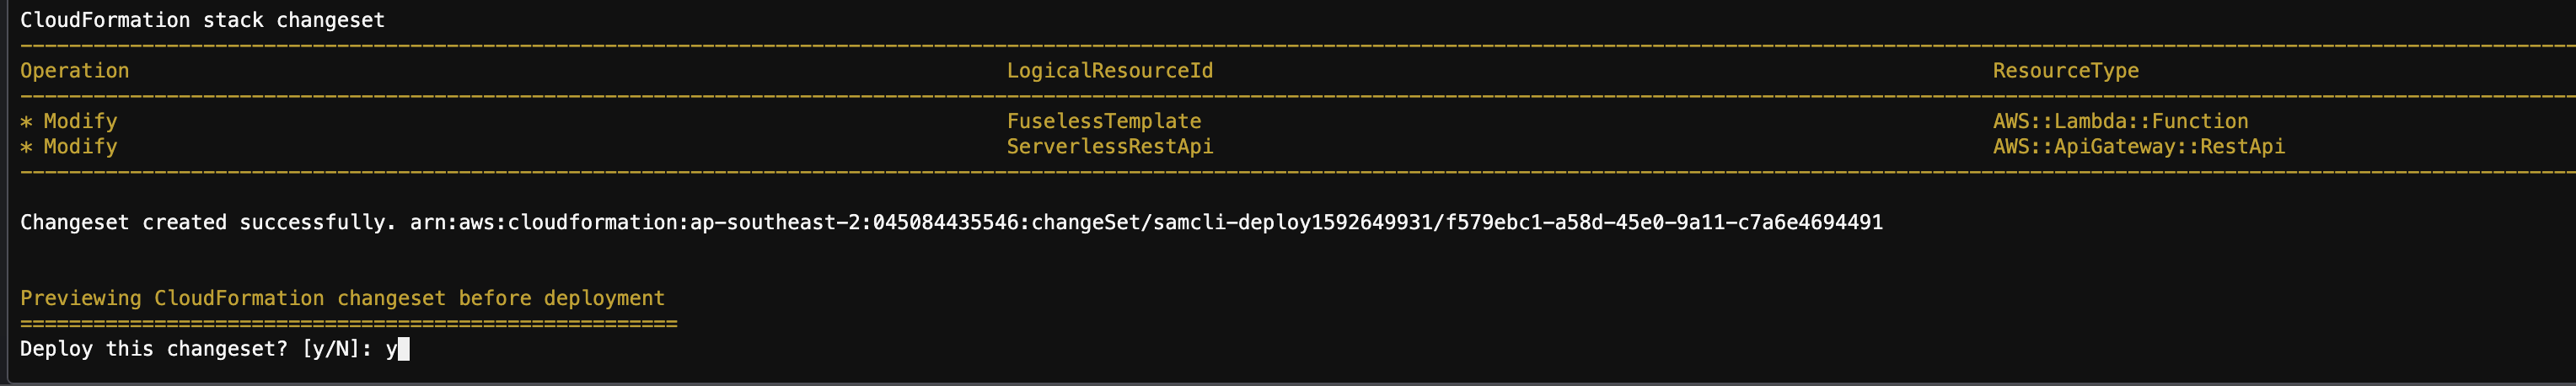 CloudFormation stack changeset
Operation LogicalResourceId ResourceType
* Modify FuselessTemplate AWS::Lambda::Function
* Modify ServerlessRestApi AWS::ApiGateway::RestApi
Changeset created successfully. arn:aws:cloudformation:ap-southeast-2:045084435546:changeSet/samcli-deploy1592649931/f579ebc1-a58d-45e0-9a11-c7a6e4694491
Previewing CloudFormation changeset before deployment
======================================================
Deploy this changeset? [y/N]: y